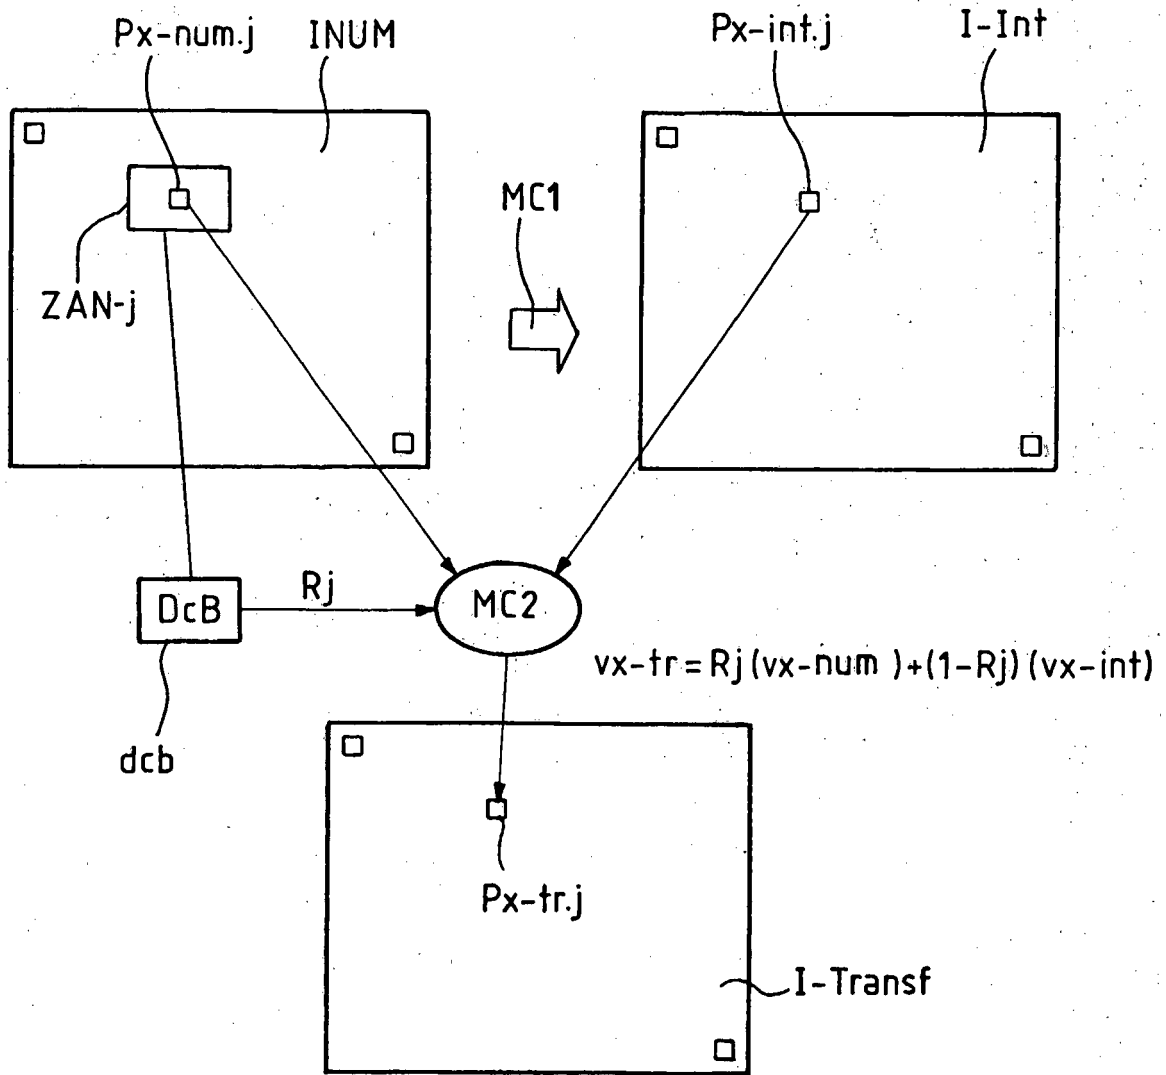 Px-num.j
INUM
Px-int.j
I-Int
MC1
ZAN-j
DcB
Rj
MC2
vx-tr=Rj(vx-num )+(1-Rj)(vx-int)
dcb
Px-tr.j
I-Transf